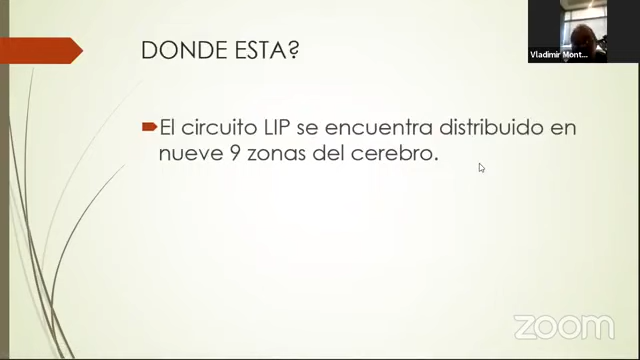 DONDE ESTA?
El circuito LIP se encuentra distribuido en
nueve 9 zonas del cerebro.
Vladimir Mont...
zoom